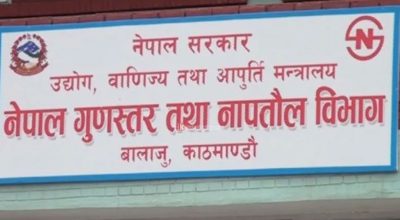 नेपाल सरकार
उद्योग, वाणिज्य तथा आपुर्ति मन्त्रालय
नेपाल गुणस्तर तथा नापतौल विभाग
बालाजु, काठमाण्डौ